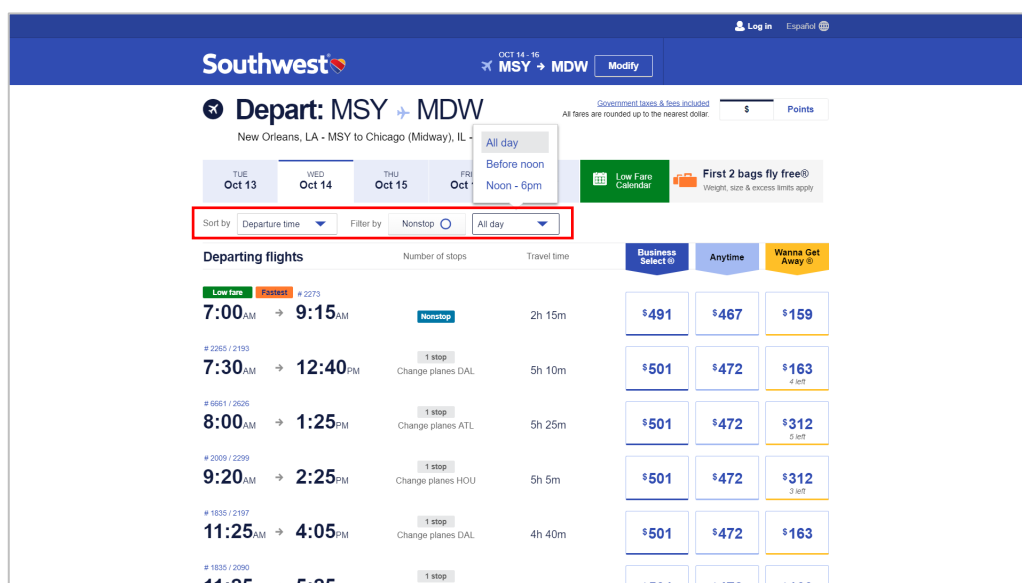 Log in Español
Southwest
OCT 14 - 16
MSY → MDW Modify
Depart: MSY MDW
Government taxes & fees included
All fares are rounded up to the nearest dollar.
$ Points
New Orleans, LA - MSY to Chicago (Midway), IL -
All day
Before noon
Noon - 6pm
TUE
Oct 13
WED
Oct 14
THU
Oct 15
FRI
Oct
Low Fare
Calendar
First 2 bags fly free®
Weight, size & excess limits apply
Sort by Departure time Filter by Nonstop All day
Departing flights Number of stops Travel time
Business
Select ®
Anytime
Wanna Get
Away ®
Low fare Fastest # 2273
7:00AM → 9:15AM Nonstop 2h 15m $491 $467 $159
# 2265 / 2193
7:30AM → 12:40PM
1 stop
Change planes DAL
5h 10m $501 $472 $163
4 left
# 6661 / 2626
8:00AM → 1:25PM
1 stop
Change planes ATL
5h 25m $501 $472 $312
5 left
# 2009 / 2299
9:20AM → 2:25PM
1 stop
Change planes HOU
5h 5m $501 $472 $312
3 left
# 1835 / 2197
11:25AM → 4:05PM
1 stop
Change planes DAL
4h 40m $501 $472 $163
# 1835 / 2090
1 stop